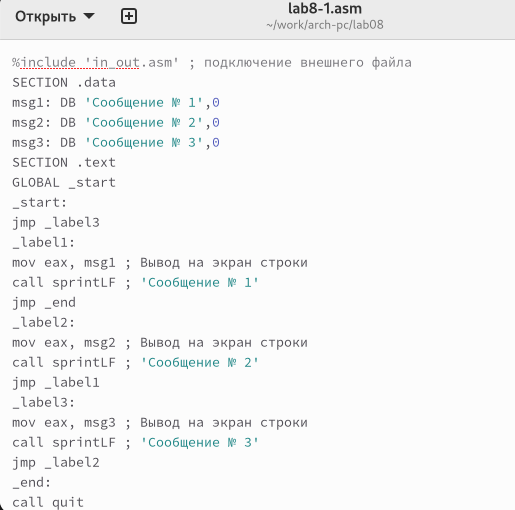 Открыть
lab8-1.asm
~/work/arch-pc/lab08
%include 'in_out.asm' ; подключение внешнего файла
SECTION .data
msg1: DB 'Сообщение № 1',0
msg2: DB 'Сообщение № 2',0
msg3: DB 'Сообщение № 3',0
SECTION .text
GLOBAL _start
_start:
jmp _label3
_label1:
mov eax, msg1 ; Вывод на экран строки
call sprintLF ; 'Сообщение № 1'
jmp _end
_label2:
mov eax, msg2 ; Вывод на экран строки
call sprintLF ; 'Сообщение № 2'
jmp _label1
_label3:
mov eax, msg3 ; Вывод на экран строки
call sprintLF ; 'Сообщение № 3'
jmp _label2
_end:
call quit